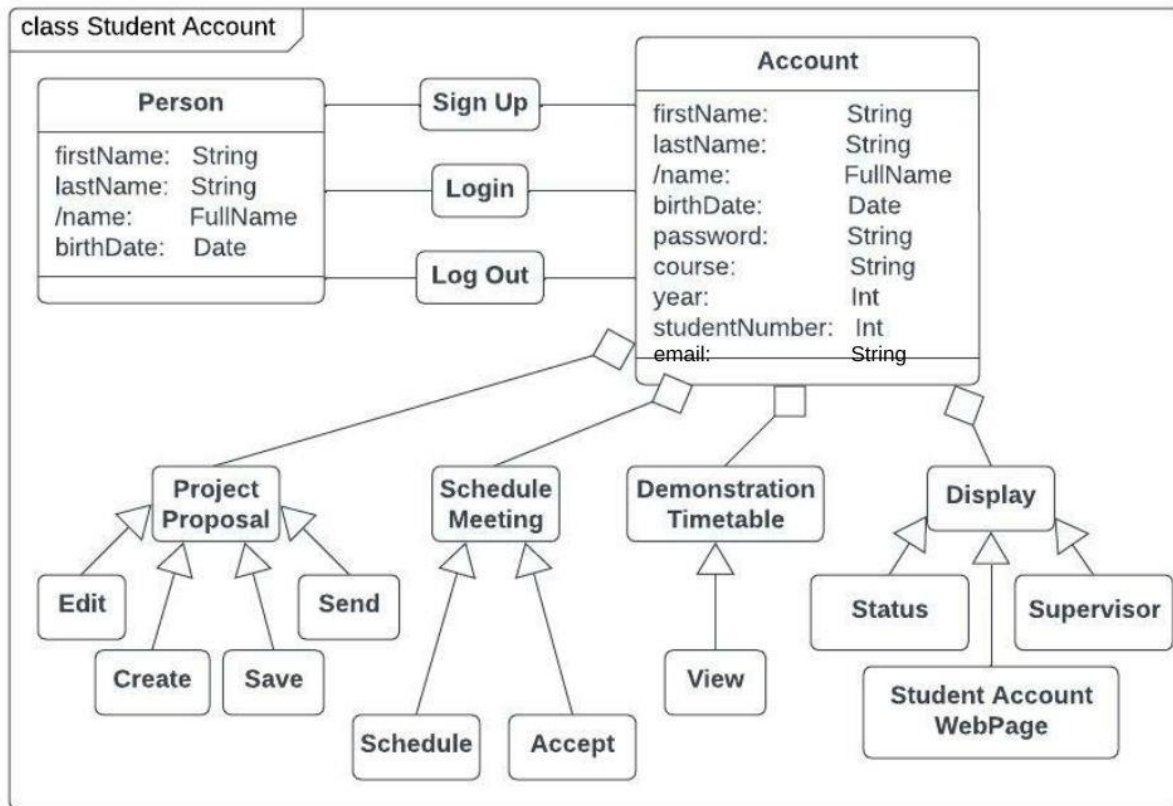 class Student Account
Person
firstName: String
lastName: String
/name: FullName
birthDate: Date
Sign Up
Login
Log Out
Account
firstName: String
lastName: String
/name: FullName
birthDate: Date
password: String
course: String
year: Int
studentNumber: Int
email: String
Project
Proposal
Schedule
Meeting
Demonstration
Timetable
Display
Edit
Send
Create
Save
Schedule
Accept
View
Status
Supervisor
Student Account
WebPage